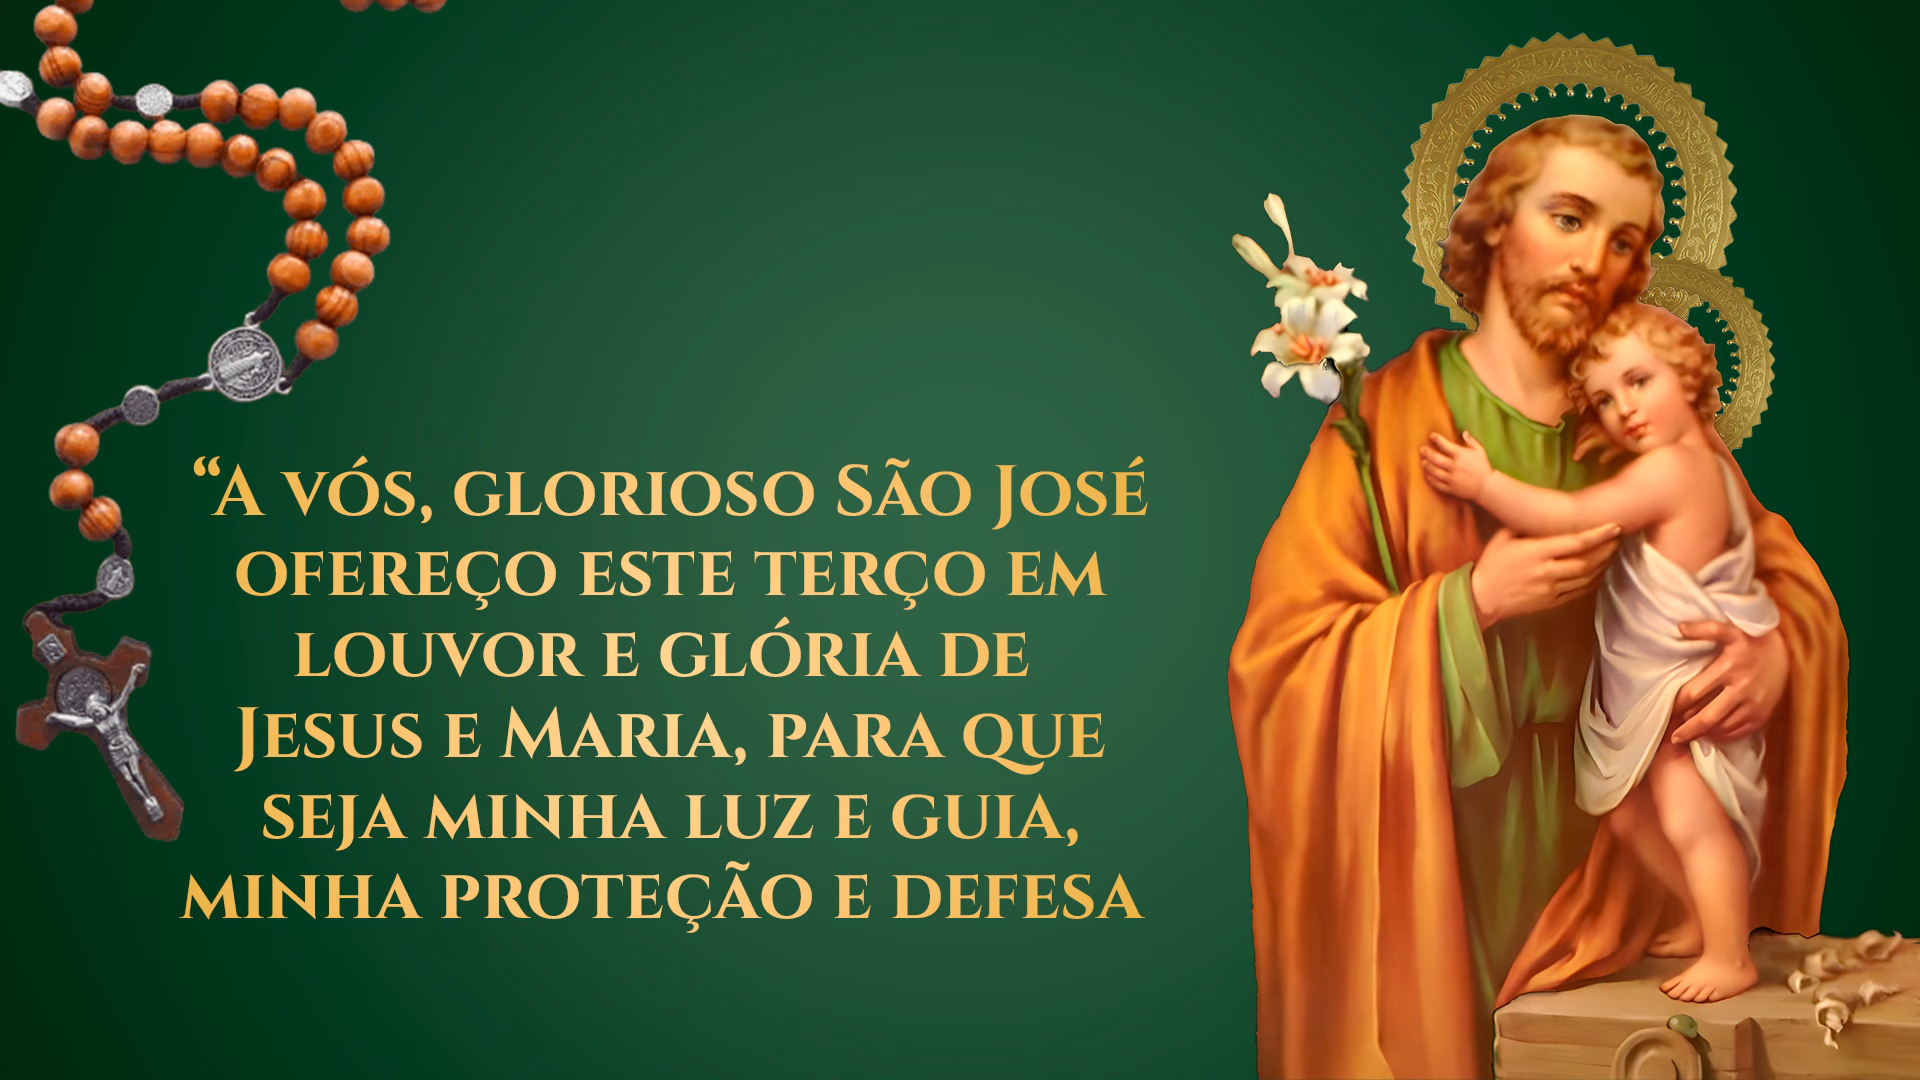 “A vós, glorioso São José
ofereço este terço em
louvor e glória de
Jesus e Maria, para que
seja minha luz e guia,
minha proteção e defesa